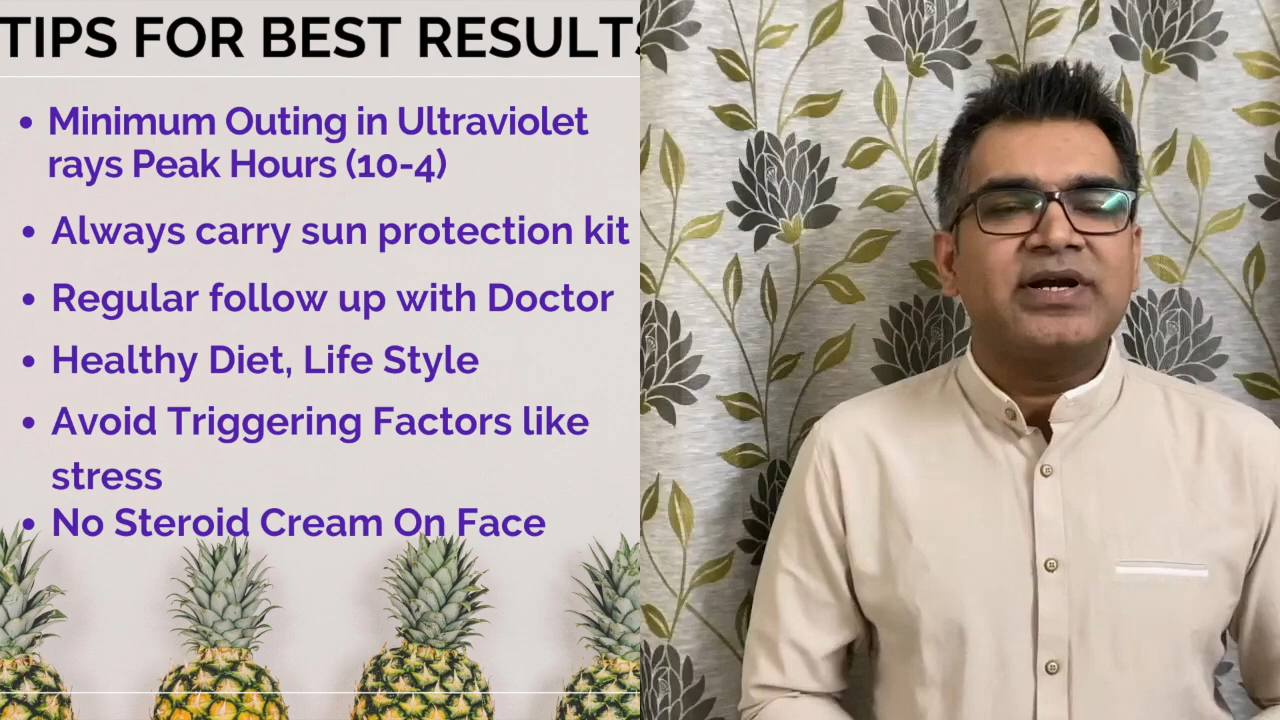 TIPS FOR BEST RESULTS
Minimum Outing in Ultraviolet
rays Peak Hours (10-4)
Always carry sun protection kit
Regular follow up with Doctor
Healthy Diet, Life Style
Avoid Triggering Factors like
stress
No Steroid Cream On Face